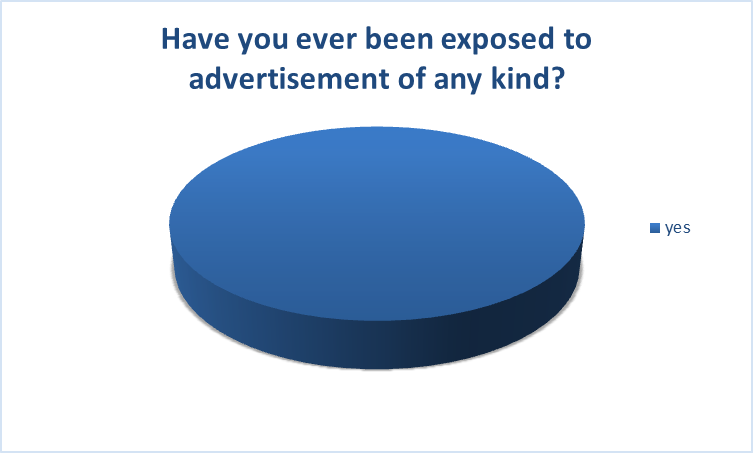 Have you ever been exposed to
advertisement of any kind?
yes